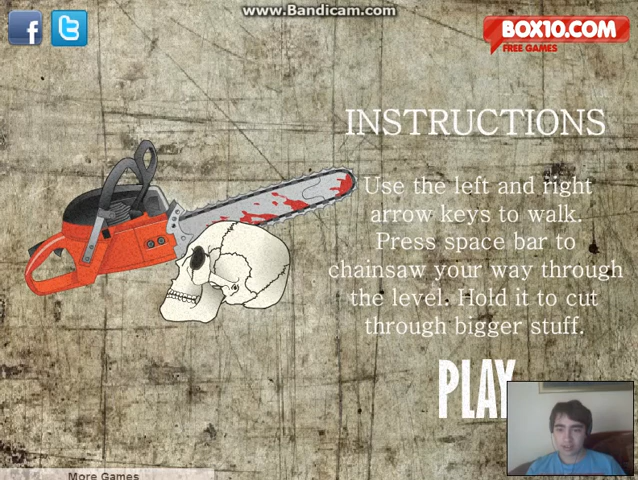 www.Bandicam.com
f
BOX10.COM
FREE GAMES
INSTRUCTIONS
Use the left and right
arrow keys to walk.
Press space bar to
chainsaw your way through
the level. Hold it to cut
through bigger stuff.
PLAY
More Games